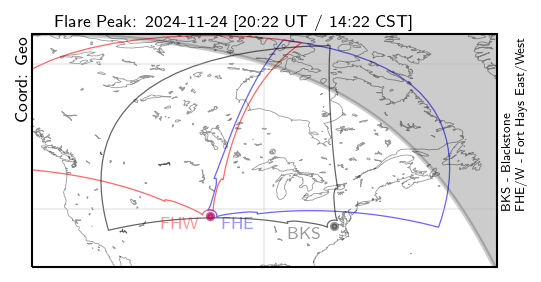 Flare Peak: 2024-11-24 [20:22 UT / 14:22 CST]
Coord: Geo
FHW
FHE
BKS
BKS - Blackstone
FHE/W - Fort Hays East/West